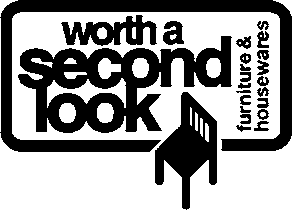 worth a
second
look
furniture &
housewares